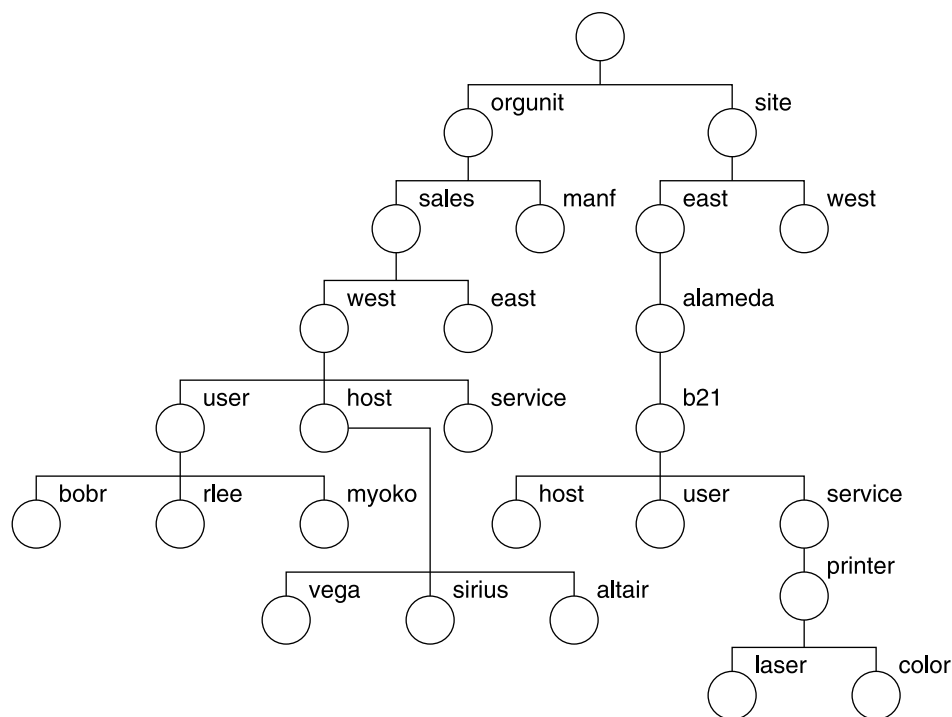 orgunit site
sales manf east west
west east alameda
user host service b21
bobr rlee myoko host user service
printer
vega sirius altair
laser color